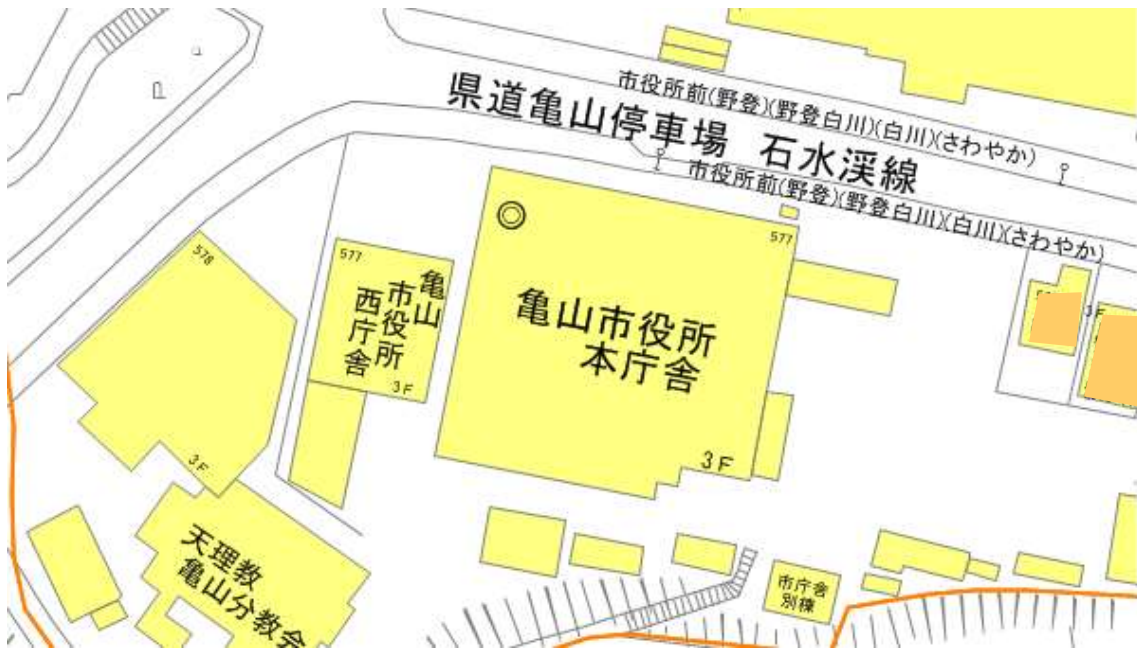 市役所前(野登)(野登白川)(白川)(さわやか)
県道亀山停車場 石水渓線
市役所前(野登)(野登白川)(白川)(さわやか)
577
578
577
亀山
市役所
西庁舎
3F
亀山市役所
本庁舎
3F
3F
3F
天理教
亀山分教会
市庁舎
別棟